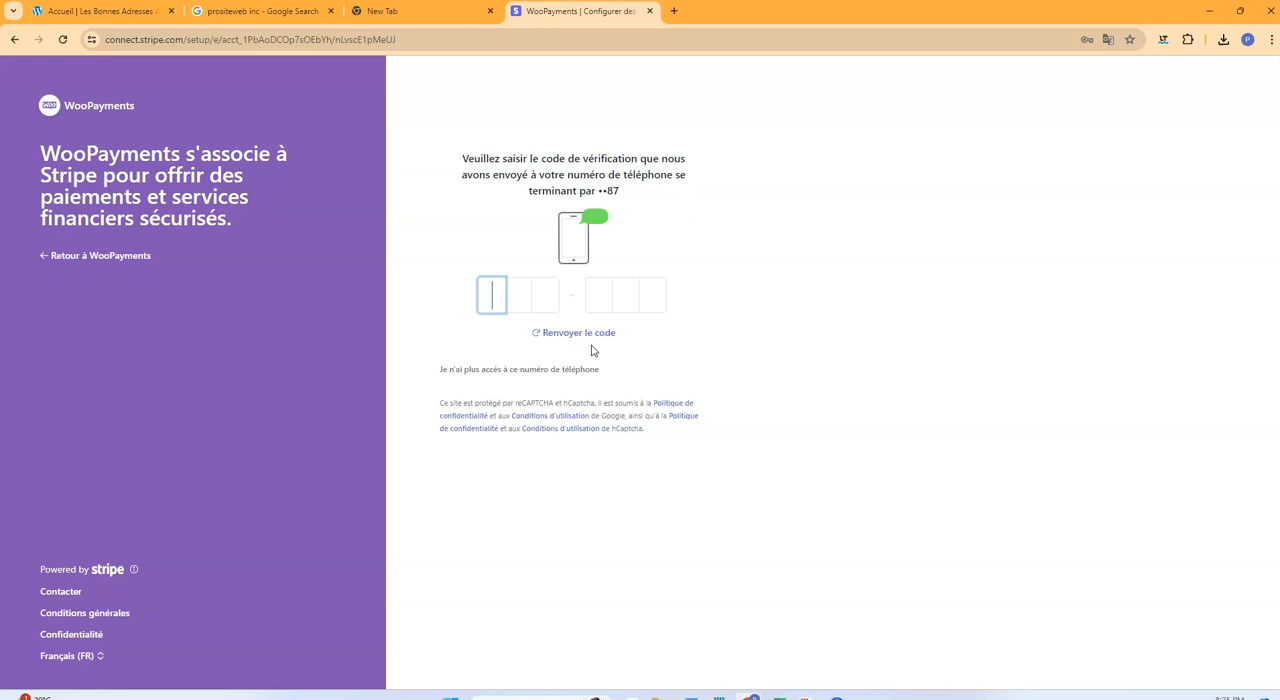 Accueil | Les Bonnes Adresses
prositeweb inc - Google Search
New Tab
WooPayments | Configurer des
connect.stripe.com/setup/e/acct_1PbAoDCOp7sOEbYh/nLvscE1pMeUJ
WooPayments
WooPayments s'associe à
Stripe pour offrir des
paiements et services
financiers sécurisés.
← Retour à WooPayments
Veuillez saisir le code de vérification que nous
avons envoyé à votre numéro de téléphone se
terminant par ••87
Renvoyer le code
Je n'ai plus accès à ce numéro de téléphone
Ce site est protégé par reCAPTCHA et hCaptcha. Il est soumis à la Politique de
confidentialité et aux Conditions d'utilisation de Google, ainsi qu'à la Politique
de confidentialité et aux Conditions d'utilisation de hCaptcha.
Powered by stripe
Contacter
Conditions générales
Confidentialité
Français (FR)